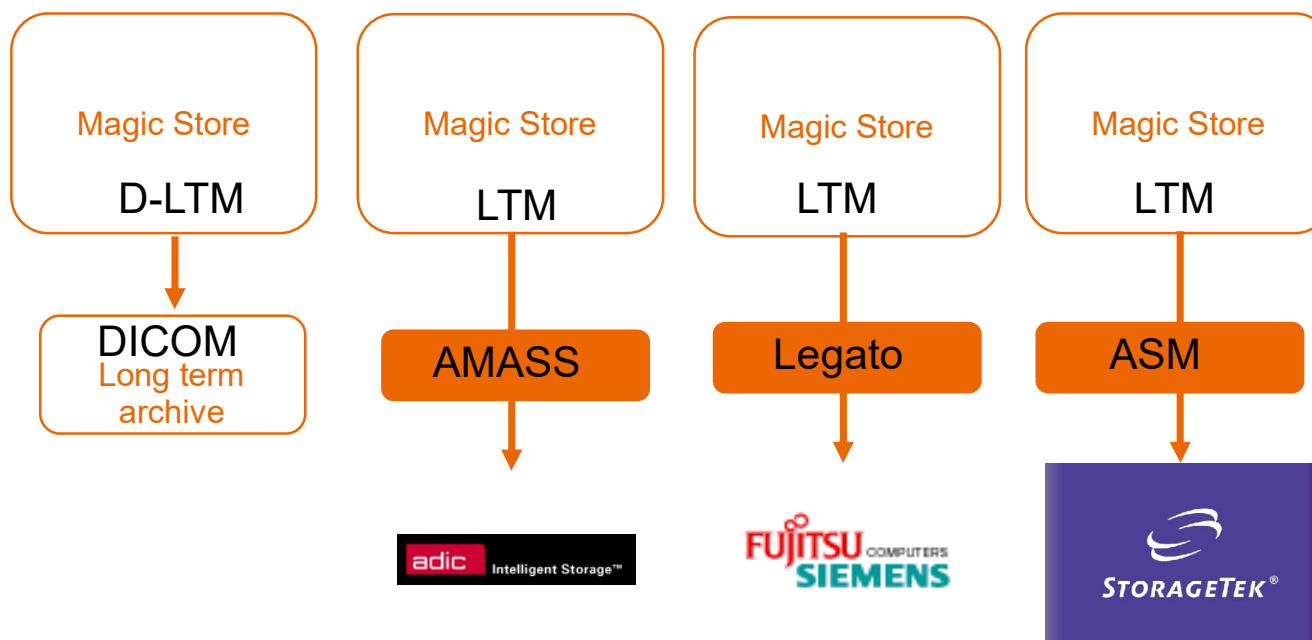 Magic Store
D-LTM
DICOM
Long term
archive
Magic Store
LTM
AMASS
adic Intelligent Storage™
Magic Store
LTM
Legato
FUJITSU COMPUTERS
SIEMENS
Magic Store
LTM
ASM
STORAGETEK®